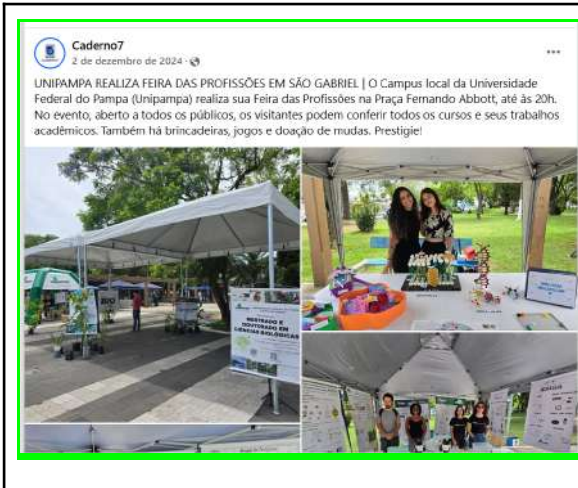 Caderno7
2 de dezembro de 2024 ·
UNIPAMPA REALIZA FEIRA DAS PROFISSÕES EM SÃO GABRIEL | O Campus local da Universidade
Federal do Pampa (Unipampa) realiza sua Feira das Profissões na Praça Fernando Abbott, até às 20h.
No evento, aberto a todos os públicos, os visitantes podem conferir todos os cursos e seus trabalhos
acadêmicos. Também há brincadeiras, jogos e doação de mudas. Prestigie!
MESTRADO E
DOUTORADO EM
CIÊNCIAS BIOLÓGICAS